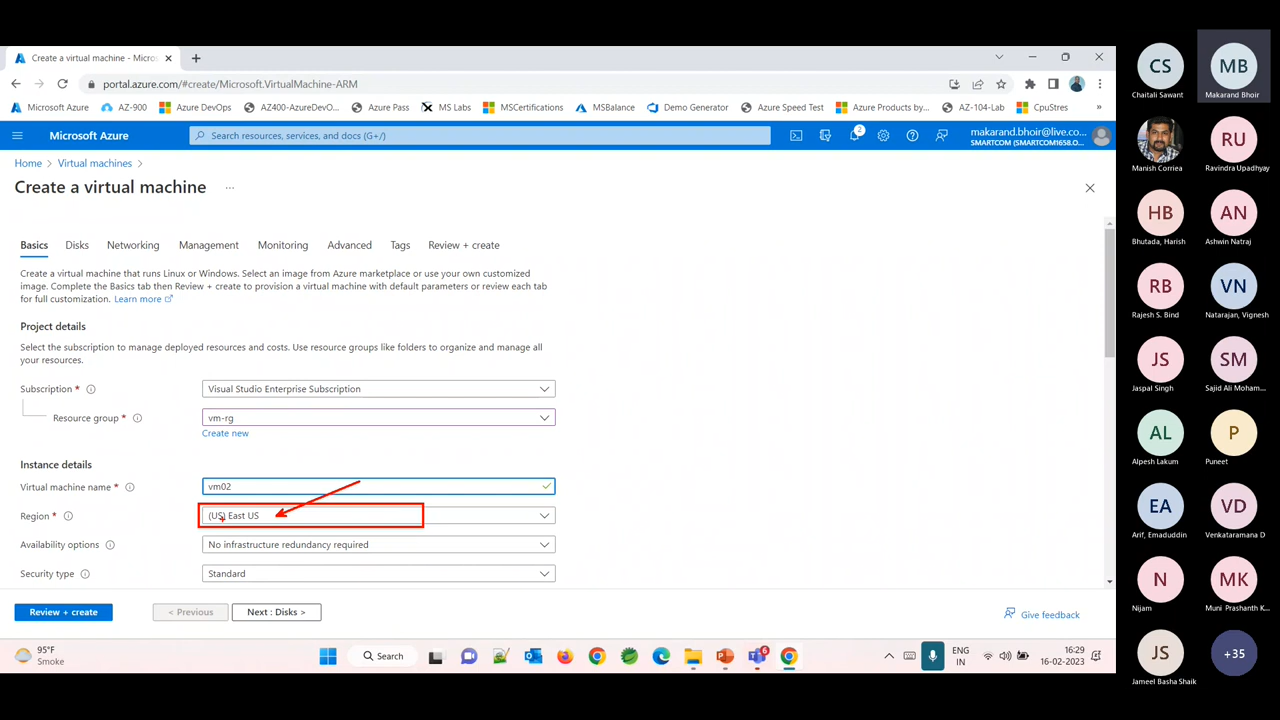 Create a virtual machine - Micros
portal.azure.com/#create/Microsoft.VirtualMachine-ARM
Microsoft Azure
AZ-900
Azure DevOps
AZ400-AzureDevO...
Azure Pass
MS Labs
MSCertifications
MSBalance
Demo Generator
Azure Speed Test
Azure Products by...
AZ-104-Lab
CpuStres
»
Microsoft Azure
Search resources, services, and docs (G+/)
2
makarand.bhoir@live.co...
SMARTCOM (SMARTCOM1658.O...
Home > Virtual machines >
Create a virtual machine ...
Basics Disks Networking Management Monitoring Advanced Tags Review + create
Create a virtual machine that runs Linux or Windows. Select an image from Azure marketplace or use your own customized
image. Complete the Basics tab then Review + create to provision a virtual machine with default parameters or review each tab
for full customization. Learn more
Project details
Select the subscription to manage deployed resources and costs. Use resource groups like folders to organize and manage all
your resources.
Subscription *
Visual Studio Enterprise Subscription
Resource group *
vm-rg
Create new
Instance details
Virtual machine name *
vm02
Region *
(US) East US
Availability options
No infrastructure redundancy required
Security type
Standard
Review + create
< Previous
Next : Disks >
Give feedback
95°F
Smoke
Search
6
ENG
IN
16:29
16-02-2023
CS
Chaitali Sawant
MB
Makarand Bhoir
Manish Corriea
RU
Ravindra Upadhyay
HB
Bhutada, Harish
AN
Ashwin Natraj
RB
Rajesh S. Bind
VN
Natarajan, Vignesh
JS
Jaspal Singh
SM
Sajid Ali Moham...
AL
Alpesh Lakum
P
Puneet
EA
Arif, Emaduddin
VD
Venkataramana D
N
Nijam
MK
Muni Prashanth K...
JS
Jameel Basha Shaik
+35